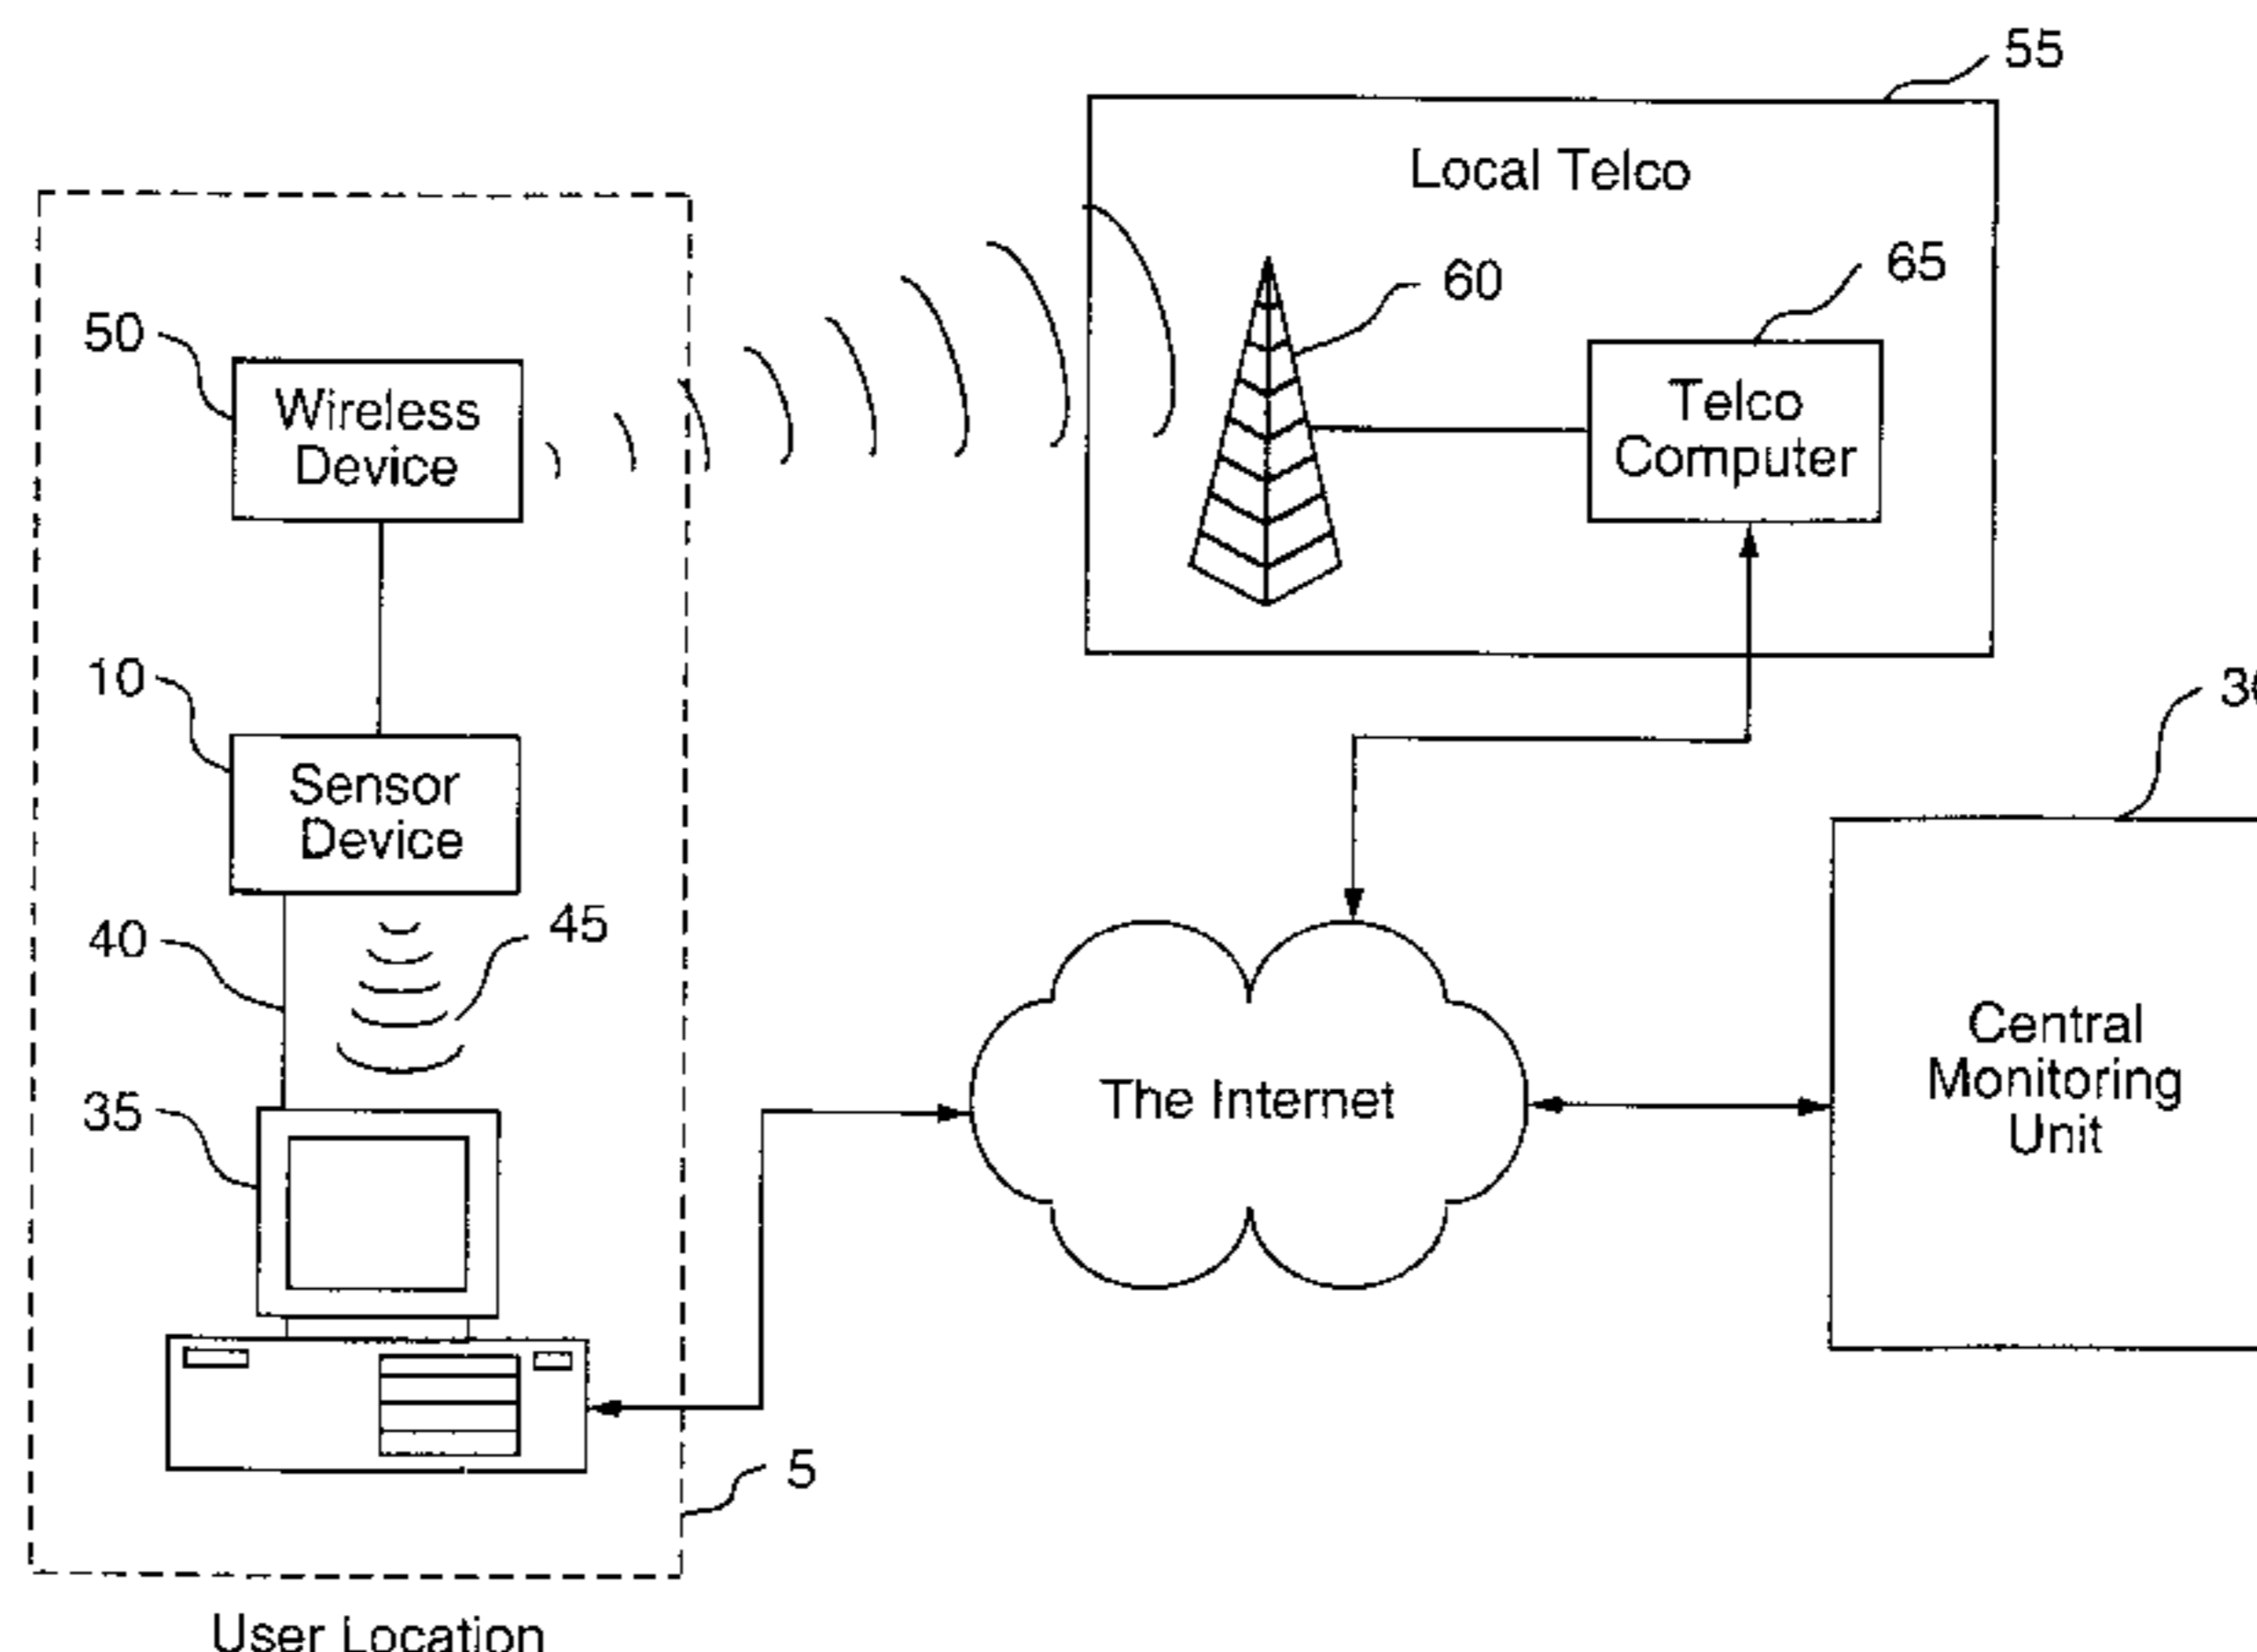 55
Local Telco
60
65
Telco
Computer
50
Wireless
Device
10
Sensor
Device
40
45
35
The Internet
Central
Monitoring
Unit
5
User Location